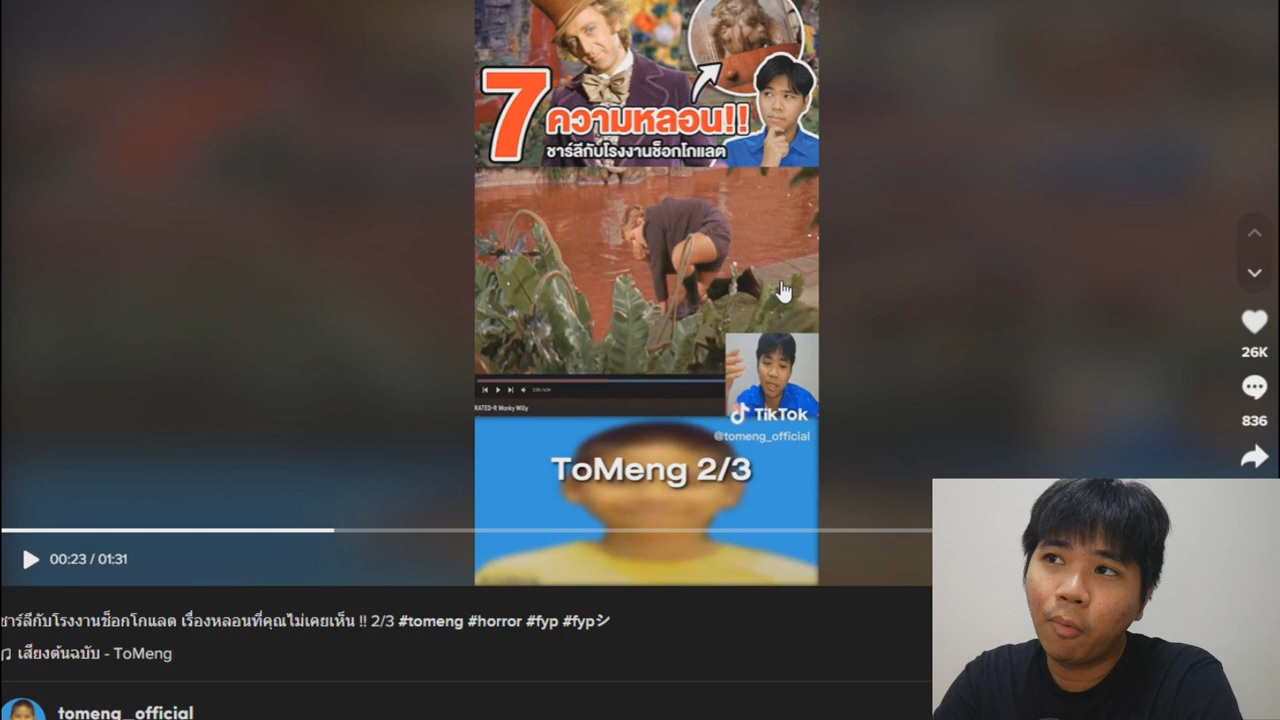 7
ความหลอน!!
ชาร์ลีกับโรงงานช็อกโกแลต
RATED-R Wonky Willy
TikTok
@tomeng_official
ToMeng 2/3
26K
836
00:23 / 01:31
ชาร์ลีกับโรงงานช็อกโกแลต เรื่องหลอนที่คุณไม่เคยเห็น !! 2/3 #tomeng #horror #fyp #fypシ
เสียงต้นฉบับ - ToMeng
tomeng_official